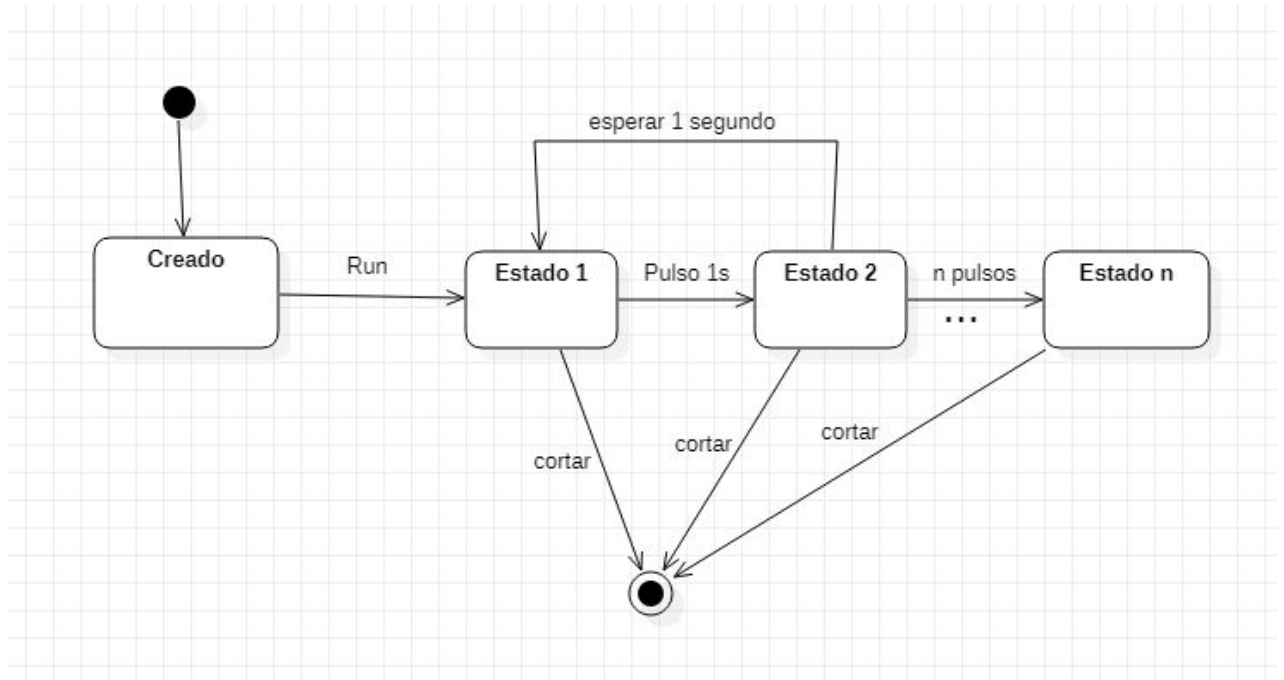 esperar 1 segundo
Creado
Run
Estado 1
Pulso 1s
Estado 2
n pulsos
...
Estado n
cortar
cortar
cortar